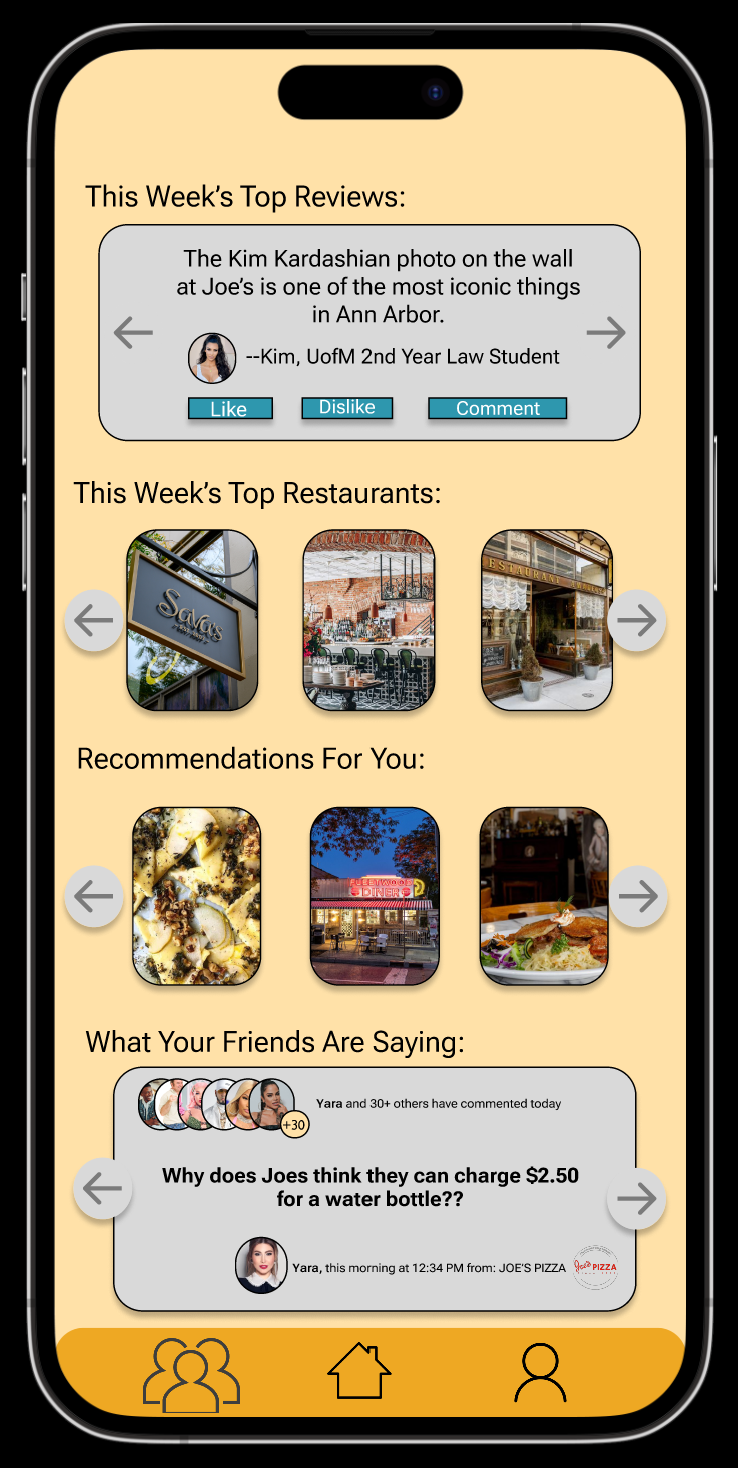 This Week's Top Reviews:
The Kim Kardashian photo on the wall
at Joe's is one of the most iconic things
in Ann Arbor.
--Kim, UofM 2nd Year Law Student
Like
Dislike
Comment
This Week's Top Restaurants:
Sava's
Recommendations For You:
FLEETWOOD
DINER
What Your Friends Are Saying:
+30
Yara and 30+ others have commented today
Why does Joes think they can charge $2.50
for a water bottle??
Yara, this morning at 12:34 PM from: JOE'S PIZZA
Joe's PIZZA